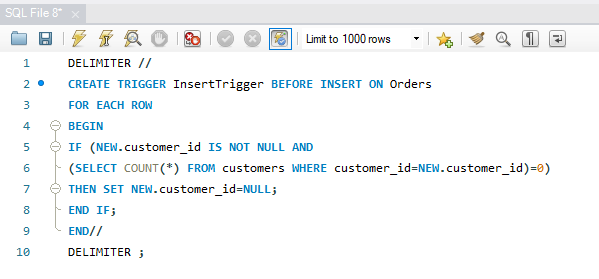 SQL File 8*
Limit to 1000 rows
1 DELIMITER //
2 CREATE TRIGGER InsertTrigger BEFORE INSERT ON Orders
3 FOR EACH ROW
4 BEGIN
5 IF (NEW.customer_id IS NOT NULL AND
6 (SELECT COUNT(*) FROM customers WHERE customer_id=NEW.customer_id)=0)
7 THEN SET NEW.customer_id=NULL;
8 END IF;
9 END//
10 DELIMITER ;